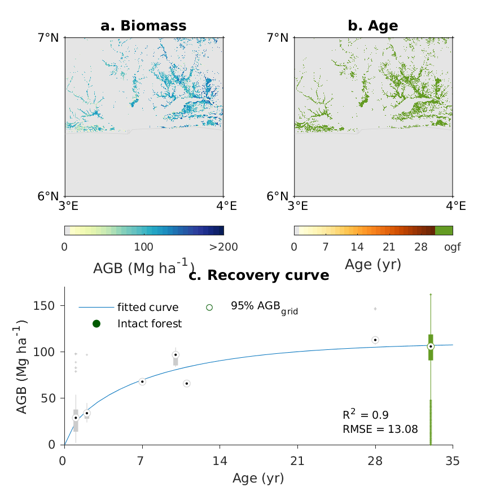 a. Biomass
b. Age
7°N
7°N
6°N
6°N
3°E
4°E
3°E
4°E
0
100
>200
0
7
14
21
28
ogf
AGB (Mg ha⁻¹)
Age (yr)
c. Recovery curve
150
100
50
0
AGB (Mg ha⁻¹)
fitted curve
95% AGB_grid
Intact forest
R² = 0.9
RMSE = 13.08
0
7
14
21
28
35
Age (yr)